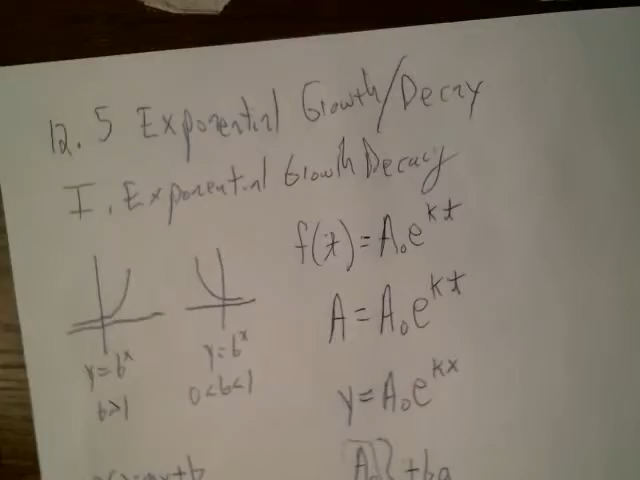 12.5 Exponential Growth/Decay
I. Exponential Growth Decay
f(t)=A₀e^kt
A=A₀e^kt
y=b^x
b>1
y=b^x
0<b<1
y=A₀e^kx